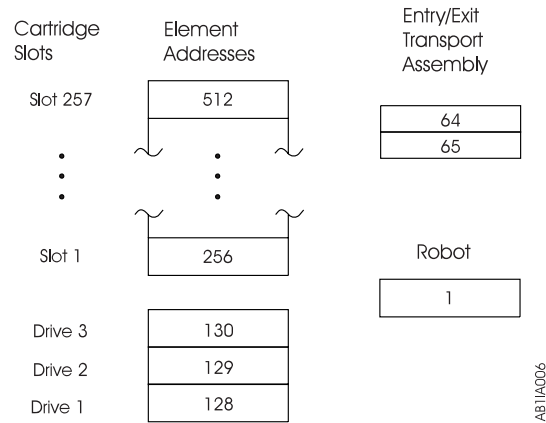 Cartridge
Slots
Element
Addresses
Entry/Exit
Transport
Assembly
Slot 257
512
64
65
Slot 1
256
Robot
1
Drive 3
130
Drive 2
129
Drive 1
128
AB1IA006